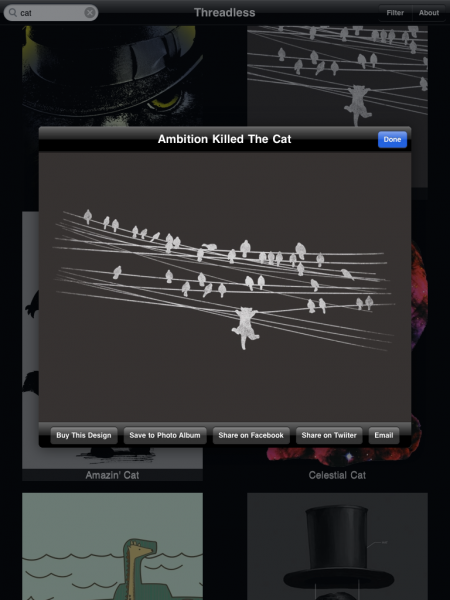 cat
Threadless
Filter
About
Ambition Killed The Cat
Done
Buy This Design
Save to Photo Album
Share on Facebook
Share on Twiiter
Email
Amazin' Cat
Celestial Cat